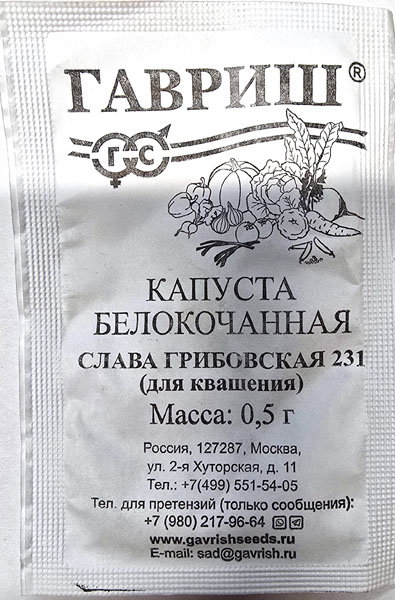 ГАВРИШ®
Г С
КАПУСТА
БЕЛОКОЧАННАЯ
СЛАВА ГРИБОВСКАЯ 231
(для квашения)
Масса: 0,5 г
Россия, 127287, Москва,
ул. 2-я Хуторская, д. 11
Тел.: +7(499) 551-54-05
Тел. для претензий (только сообщения):
+7 (980) 217-96-64
www.gavrishseeds.ru
E-mail: sad@gavrish.ru